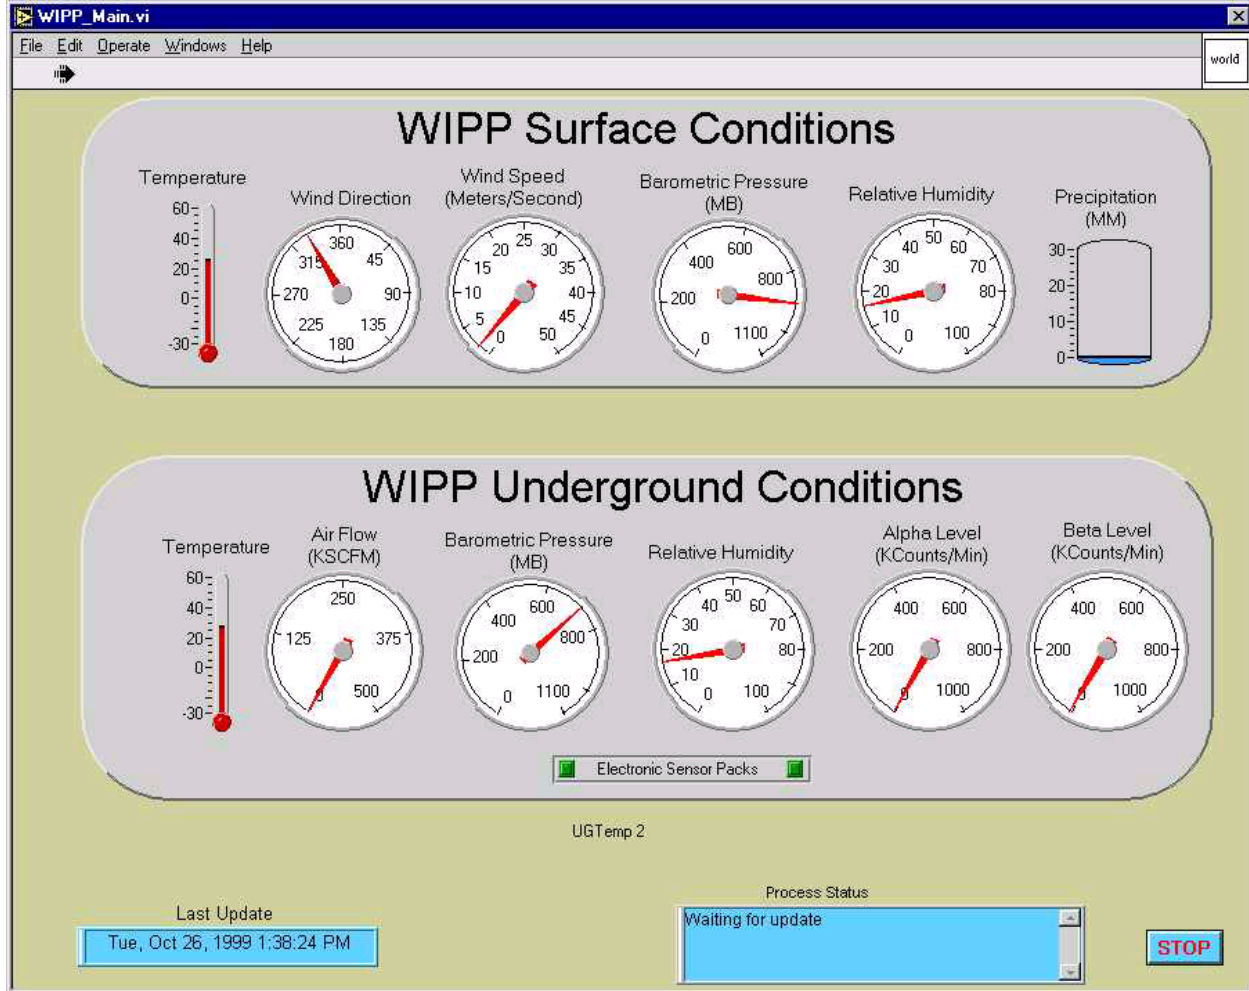 WIPP_Main.vi
File Edit Operate Windows Help
world
WIPP Surface Conditions
Temperature
60
40
20
0
-30
Wind Direction
360
45
90
135
180
225
270
315
Wind Speed
(Meters/Second)
0
5
10
15
20
25
30
35
40
45
50
Barometric Pressure
(MB)
0
200
400
600
800
1100
Relative Humidity
0
10
20
30
40
50
60
70
80
100
Precipitation
(MM)
30
20
10
0
WIPP Underground Conditions
Temperature
60
40
20
0
-30
Air Flow
(KSCFM)
0
125
250
375
500
Barometric Pressure
(MB)
0
200
400
600
800
1100
Relative Humidity
0
10
20
30
40
50
60
70
80
100
Alpha Level
(KCounts/Min)
0
200
400
600
800
1000
Beta Level
(KCounts/Min)
0
200
400
600
800
1000
Electronic Sensor Packs
UGTemp 2
Last Update
Tue, Oct 26, 1999 1:38:24 PM
Process Status
Waiting for update
STOP